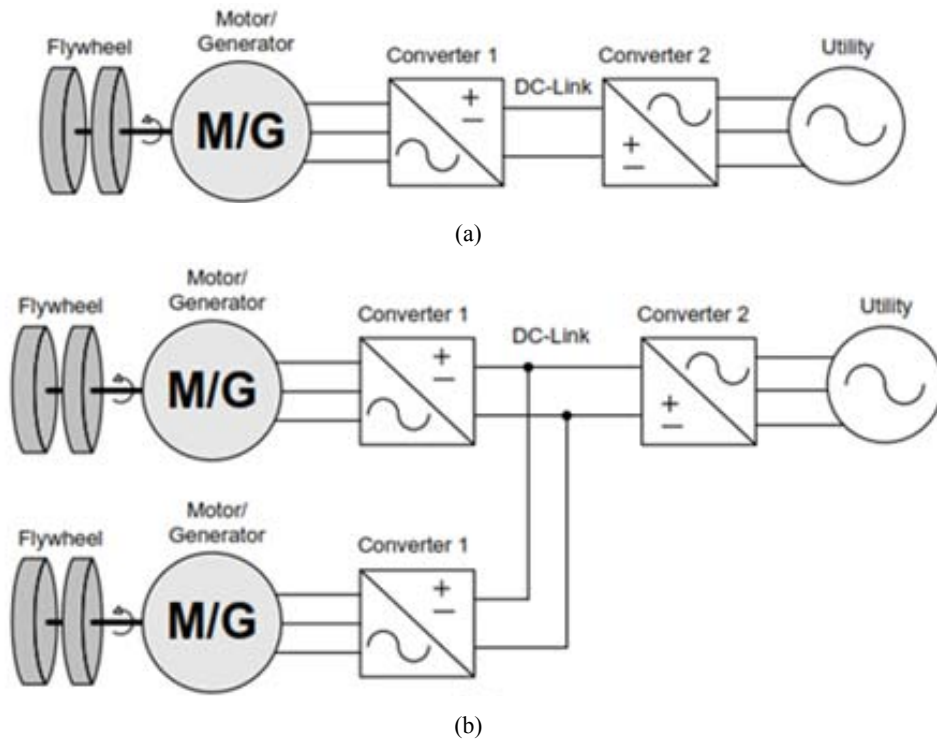 Motor/
Generator
Flywheel
Converter 1
Converter 2
Utility
DC-Link
M/G
+
−
+
−
(a)
Motor/
Generator
Flywheel
Converter 1
Converter 2
Utility
DC-Link
M/G
+
−
+
−
Motor/
Generator
Flywheel
Converter 1
M/G
+
−
(b)